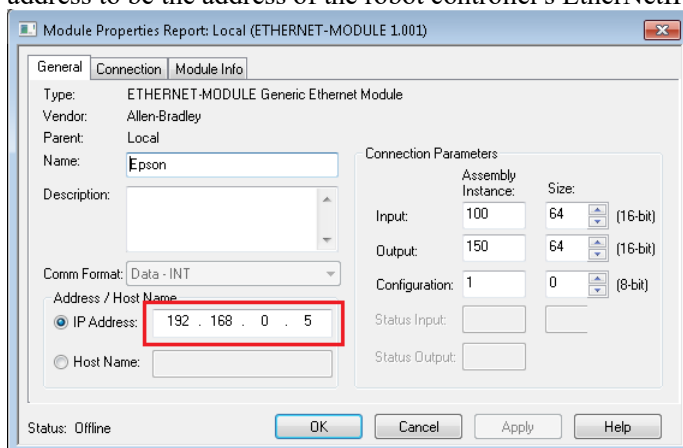 address to be the address of the robot controller's EtherNetIP
Module Properties Report: Local (ETHERNET-MODULE 1.001)
General Connection Module Info
Type: ETHERNET-MODULE Generic Ethernet Module
Vendor: Allen-Bradley
Parent: Local
Name: Epson
Description:
Comm Format: Data - INT
Address / Host Name
IP Address: 192 . 168 . 0 . 5
Host Name:
Connection Parameters
Assembly Instance: Size:
Input: 100 64 (16-bit)
Output: 150 64 (16-bit)
Configuration: 1 0 (8-bit)
Status Input:
Status Output:
Status: Offline OK Cancel Apply Help